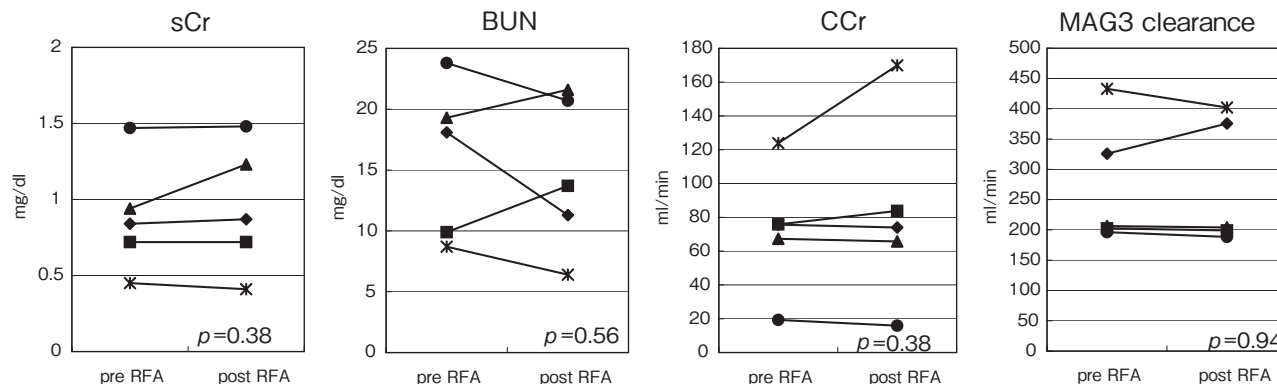 sCr
2
1.5
1
0.5
0
mg/dl
p=0.38
pre RFA post RFA
BUN
25
20
15
10
5
0
mg/dl
p=0.56
pre RFA post RFA
CCr
180
160
140
120
100
80
60
40
20
0
ml/min
p=0.38
pre RFA post RFA
MAG3 clearance
500
450
400
350
300
250
200
150
100
50
0
ml/min
p=0.94
pre RFA post RFA